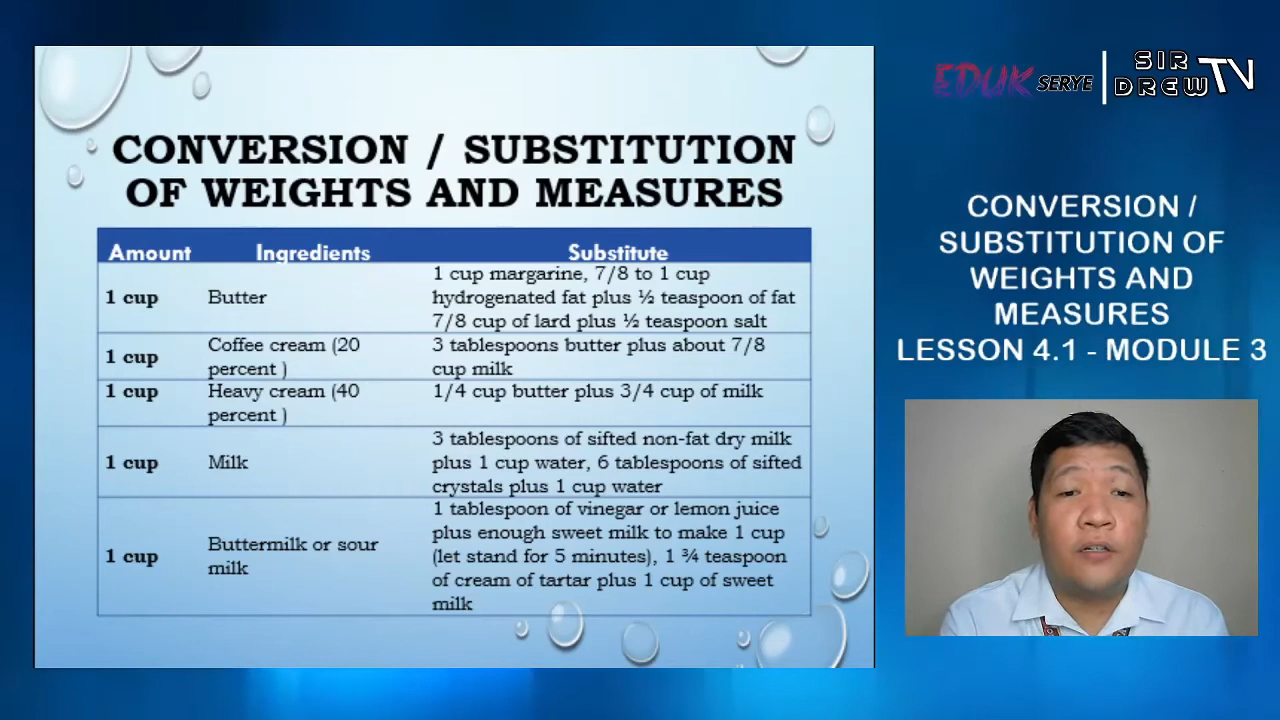 CONVERSION / SUBSTITUTION
OF WEIGHTS AND MEASURES
Amount Ingredients Substitute
1 cup Butter 1 cup margarine, 7/8 to 1 cup
hydrogenated fat plus ½ teaspoon of fat
7/8 cup of lard plus ½ teaspoon salt
1 cup Coffee cream (20
percent ) 3 tablespoons butter plus about 7/8
cup milk
1 cup Heavy cream (40
percent ) 1/4 cup butter plus 3/4 cup of milk
1 cup Milk 3 tablespoons of sifted non-fat dry milk
plus 1 cup water, 6 tablespoons of sifted
crystals plus 1 cup water
1 cup Buttermilk or sour
milk 1 tablespoon of vinegar or lemon juice
plus enough sweet milk to make 1 cup
(let stand for 5 minutes), 1 ¾ teaspoon
of cream of tartar plus 1 cup of sweet
milk
EDUK SERYE
SIR
DREW TV
CONVERSION /
SUBSTITUTION OF
WEIGHTS AND
MEASURES
LESSON 4.1 - MODULE 3